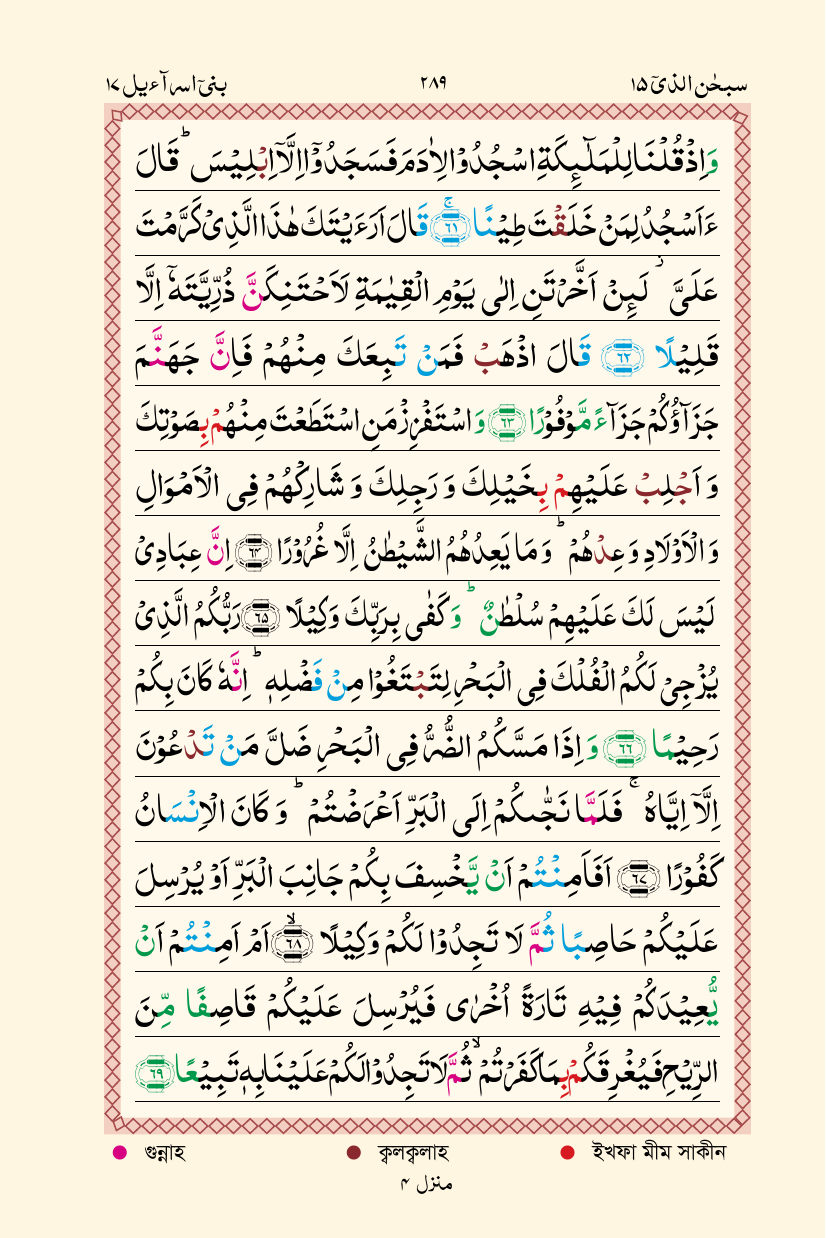 سبحٰن الذیٓ ١٥ ٢٨٩ بنیٓ اسرآءیل ١٧
وَاِذْ قُلْنَا لِلْمَلٰٓئِكَةِ اسْجُدُوْا لِاٰدَمَ فَسَجَدُوْۤا اِلَّاۤ اِبْلِیْسَ ؕ قَالَ
ءَاَسْجُدُ لِمَنْ خَلَقْتَ طِیْنًا ۚ﴿٦١﴾ قَالَ اَرَءَیْتَكَ هٰذَا الَّذِیْ كَرَّمْتَ
عَلَیَّ ؗ لَىِٕنْ اَخَّرْتَنِ اِلٰی یَوْمِ الْقِیٰمَةِ لَاَحْتَنِكَنَّ ذُرِّیَّتَهٗۤ اِلَّا
قَلِیْلًا ﴿٦٢﴾ قَالَ اذْهَبْ فَمَنْ تَبِعَكَ مِنْهُمْ فَاِنَّ جَهَنَّمَ
جَزَآؤُكُمْ جَزَآءً مَّوْفُوْرًا ﴿٦٣﴾ وَ اسْتَفْزِزْ مَنِ اسْتَطَعْتَ مِنْهُمْ بِصَوْتِكَ
وَ اَجْلِبْ عَلَیْهِمْ بِخَیْلِكَ وَ رَجِلِكَ وَ شَارِكْهُمْ فِی الْاَمْوَالِ
وَ الْاَوْلَادِ وَ عِدْهُمْ ؕ وَ مَا یَعِدُهُمُ الشَّیْطٰنُ اِلَّا غُرُوْرًا ﴿٦٤﴾ اِنَّ عِبَادِیْ
لَیْسَ لَكَ عَلَیْهِمْ سُلْطٰنٌ ؕ وَ كَفٰی بِرَبِّكَ وَكِیْلًا ﴿٦٥﴾ رَبُّكُمُ الَّذِیْ
یُزْجِیْ لَكُمُ الْفُلْكَ فِی الْبَحْرِ لِتَبْتَغُوْا مِنْ فَضْلِهٖ ؕ اِنَّهٗ كَانَ بِكُمْ
رَحِیْمًا ﴿٦٦﴾ وَ اِذَا مَسَّكُمُ الضُّرُّ فِی الْبَحْرِ ضَلَّ مَنْ تَدْعُوْنَ
اِلَّاۤ اِیَّاهُ ۚ فَلَمَّا نَجّٰىكُمْ اِلَی الْبَرِّ اَعْرَضْتُمْ ؕ وَ كَانَ الْاِنْسَانُ
كَفُوْرًا ﴿٦٧﴾ اَفَاَمِنْتُمْ اَنْ یَّخْسِفَ بِكُمْ جَانِبَ الْبَرِّ اَوْ یُرْسِلَ
عَلَیْكُمْ حَاصِبًا ثُمَّ لَا تَجِدُوْا لَكُمْ وَكِیْلًا ۙ﴿٦٨﴾ اَمْ اَمِنْتُمْ اَنْ
یُّعِیْدَكُمْ فِیْهِ تَارَةً اُخْرٰی فَیُرْسِلَ عَلَیْكُمْ قَاصِفًا مِّنَ
الرِّیْحِ فَیُغْرِقَكُمْ بِمَا كَفَرْتُمْ ۙ ثُمَّ لَا تَجِدُوْا لَكُمْ عَلَیْنَا بِهٖ تَبِیْعًا ﴿٦٩﴾
গুন্নাহ ক্বলক্বলাহ ইখফা মীম সাকীন
منزل ٤